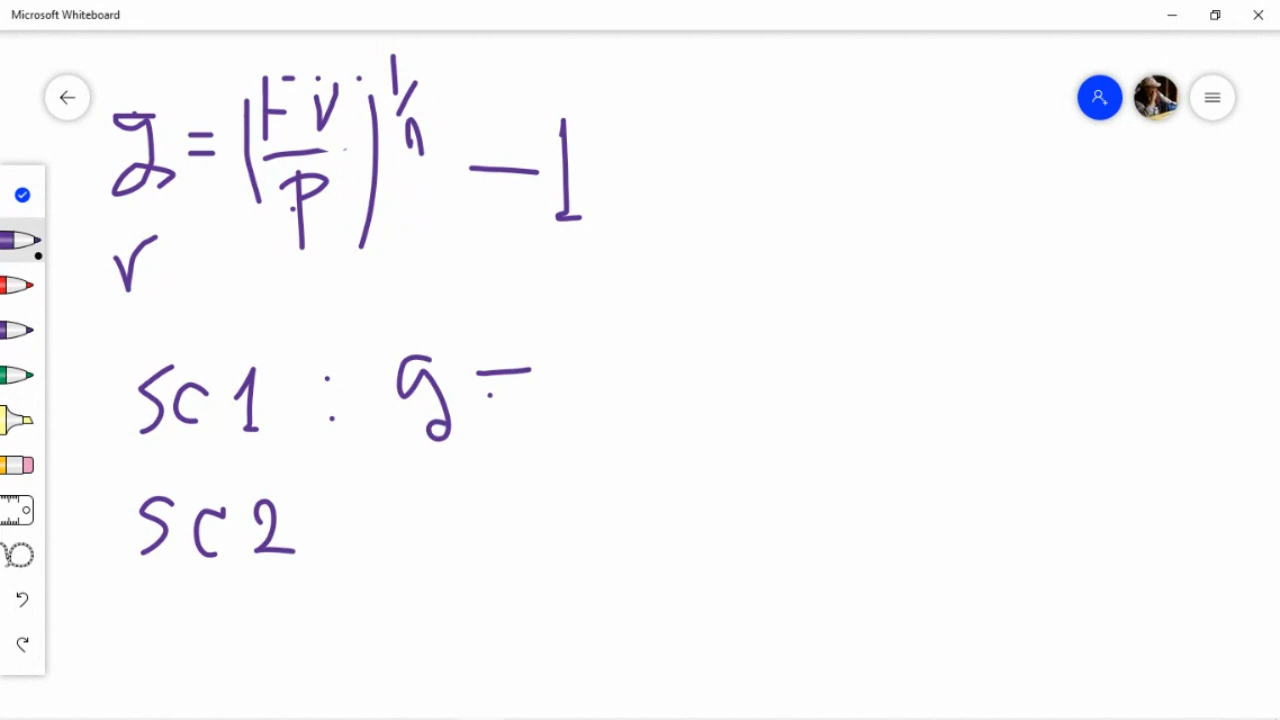 Microsoft Whiteboard
g = (FV/P)^1/n - 1
r
SC 1 : g =
SC 2